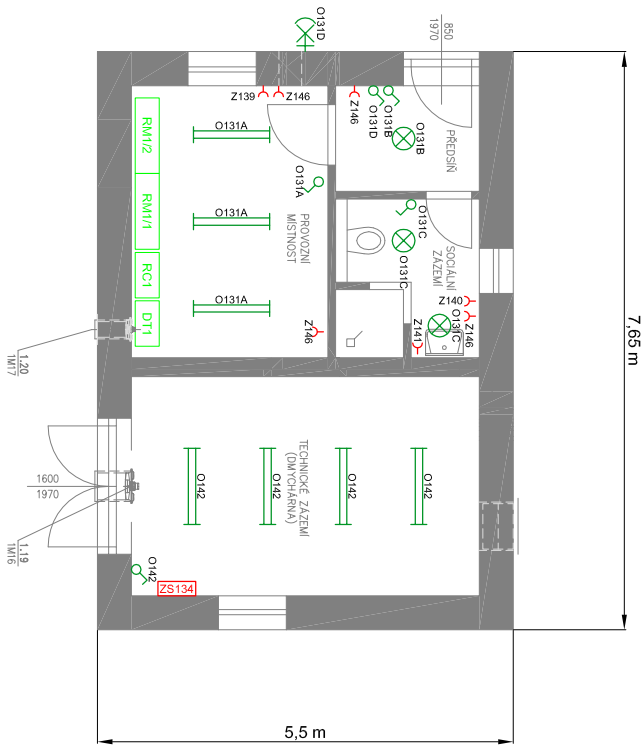 O131D
850
1970
Z139
Z146
Z146
O131D
O131B
O131B
PŘEDSÍŇ
RM1/2
O131A
O131A
RM1/1
O131A
PROVOZNÍ
MÍSTNOST
O131C
O131C
SOCIÁLNÍ
ZÁZEMÍ
RC1
DT1
O131A
Z146
Z140
Z146
O131C
Z141
7,65 m
1.20
1M17
1600
1970
O142
O142
O142
O142
TECHNICKÉ ZÁZEMÍ
(DMYCHÁRNA)
1.19
1M16
O142
ZS134
5,5 m